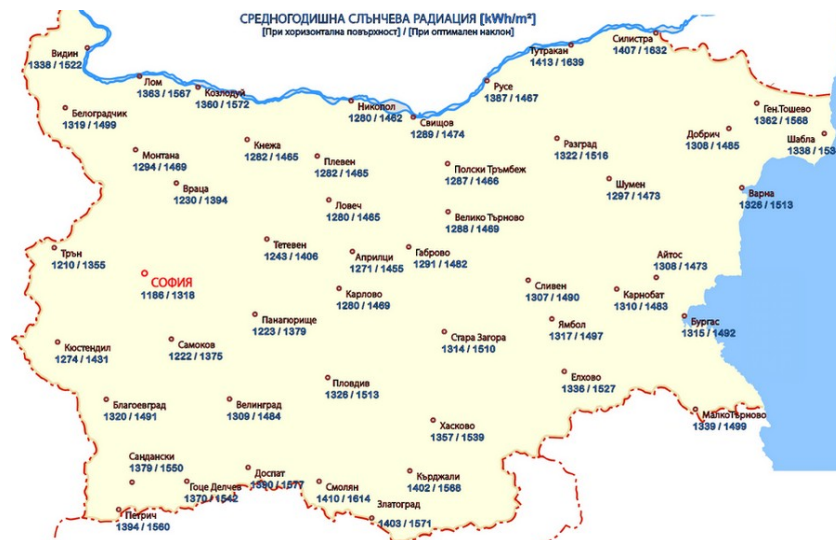 СРЕДНОГОДИШНА СЛЪНЧЕВА РАДИАЦИЯ [kWh/m²]
[При хоризонтална повърхност] / [При оптимален наклон]
Видин
1338 / 1522
Лом
1363 / 1567
Козлодуй
1360 / 1572
Никопол
1280 / 1462
Свищов
1289 / 1474
Русе
1387 / 1467
Тутракан
1413 / 1639
Силистра
1407 / 1632
Ген.Тошево
1362 / 1568
Добрич
1308 / 1485
Шабла
1338 / 153
Белоградчик
1319 / 1499
Монтана
1294 / 1469
Враца
1230 / 1394
Кнежа
1282 / 1465
Плевен
1282 / 1465
Ловеч
1280 / 1465
Полски Тръмбеж
1287 / 1466
Разград
1322 / 1516
Шумен
1297 / 1473
Варна
1326 / 1513
Велико Търново
1288 / 1469
Трън
1210 / 1355
СОФИЯ
1186 / 1318
Тетевен
1243 / 1406
Априлци
1271 / 1455
Габрово
1291 / 1482
Карлово
1280 / 1469
Сливен
1307 / 1490
Айтос
1308 / 1473
Карнобат
1310 / 1483
Бургас
1315 / 1492
Ямбол
1317 / 1497
Панагюрище
1223 / 1379
Стара Загора
1314 / 1510
Кюстендил
1274 / 1431
Самоков
1222 / 1375
Пловдив
1326 / 1513
Елхово
1336 / 1527
Благоевград
1320 / 1491
Велинград
1309 / 1484
Хасково
1357 / 1539
МалкоТърново
1339 / 1499
Сандански
1379 / 1550
Гоце Делчев
1370 / 1542
Доспат
1390 / 1577
Смолян
1410 / 1614
Кърджали
1402 / 1568
Златоград
1403 / 1571
Петрич
1394 / 1560